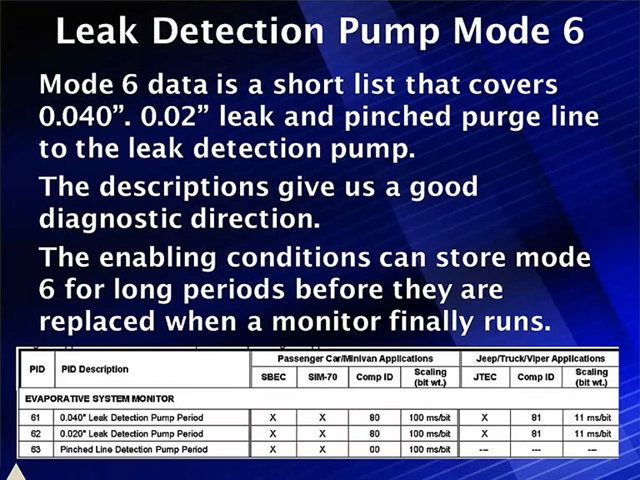 Leak Detection Pump Mode 6
Mode 6 data is a short list that covers
0.040”. 0.02” leak and pinched purge line
to the leak detection pump.
The descriptions give us a good
diagnostic direction.
The enabling conditions can store mode
6 for long periods before they are
replaced when a monitor finally runs.
PID PID Description Passenger Car/Minivan Applications Jeep/Truck/Viper Applications
SBEC SIM-70 Comp ID Scaling (bit wt.) JTEC Comp ID Scaling (bit wt.)
EVAPORATIVE SYSTEM MONITOR
61 0.040" Leak Detection Pump Period X X 80 100 ms/bit X 81 11 ms/bit
62 0.020" Leak Detection Pump Period X X 80 100 ms/bit X 81 11 ms/bit
63 Pinched Line Detection Pump Period X X 00 100 ms/bit --- --- ---